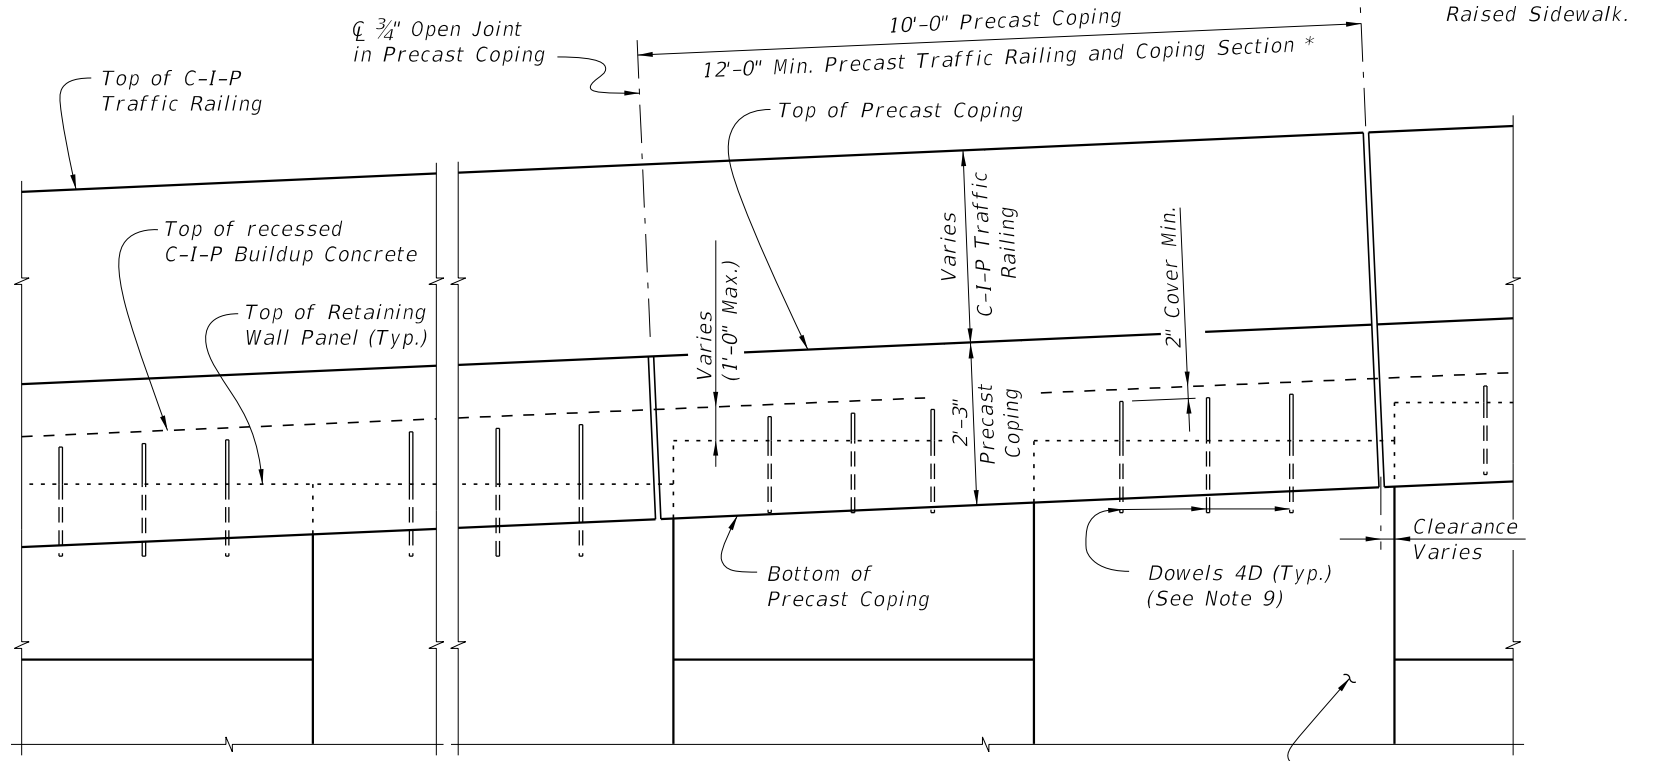 ℄ ¾" Open Joint
in Precast Coping
10'-0" Precast Coping
12'-0" Min. Precast Traffic Railing and Coping Section *
Raised Sidewalk.
Top of C-I-P
Traffic Railing
Top of Precast Coping
Top of recessed
C-I-P Buildup Concrete
Top of Retaining
Wall Panel (Typ.)
Varies
(1'-0" Max.)
Varies
C-I-P Traffic
Railing
2" Cover Min.
2'-3"
Precast
Coping
Bottom of
Precast Coping
Dowels 4D (Typ.)
(See Note 9)
Clearance
Varies